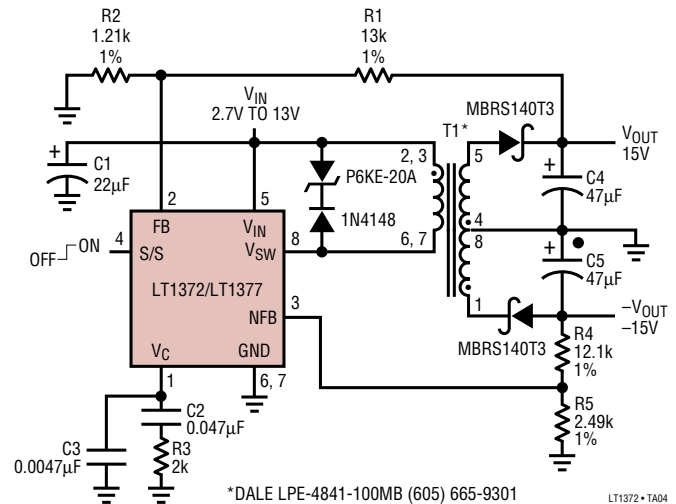 R2
1.21k
1%
R1
13k
1%
VIN
2.7V TO 13V
MBRS140T3
T1*
VOUT
15V
+
C1
22µF
P6KE-20A
1N4148
2, 3
6, 7
5
4
8
1
+
C4
47µF
+
C5
47µF
2
5
FB
VIN
4
S/S
VSW
8
OFF
ON
LT1372/LT1377
3
NFB
VC
GND
1
6, 7
MBRS140T3
–VOUT
–15V
R4
12.1k
1%
R5
2.49k
1%
C2
0.047µF
C3
0.0047µF
R3
2k
*DALE LPE-4841-100MB (605) 665-9301
LT1372 • TA04